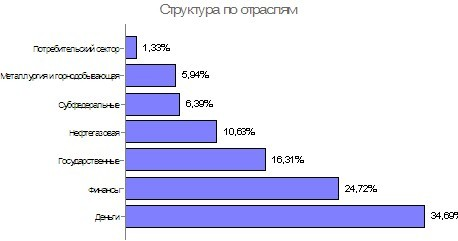 Структура по отраслям
Потребительский сектор 1,33%
Металлургия и горнодобывающая 5,94%
Субфедеральные 6,39%
Нефтегазовая 10,63%
Государственные 16,31%
Финансы 24,72%
Деньги 34,69%